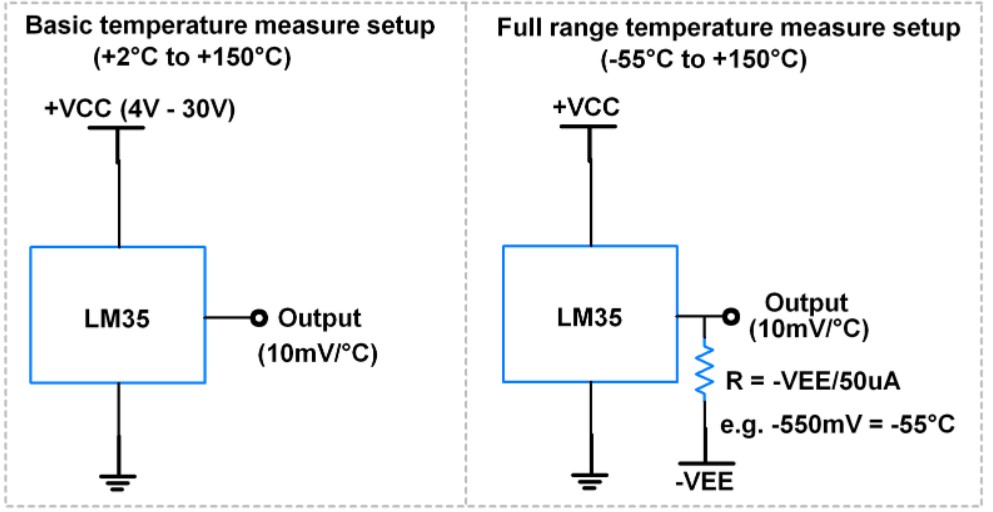 Basic temperature measure setup
(+2°C to +150°C)
+VCC (4V - 30V)
LM35
Output
(10mV/°C)
Full range temperature measure setup
(-55°C to +150°C)
+VCC
LM35
Output
(10mV/°C)
R = -VEE/50uA
e.g. -550mV = -55°C
-VEE